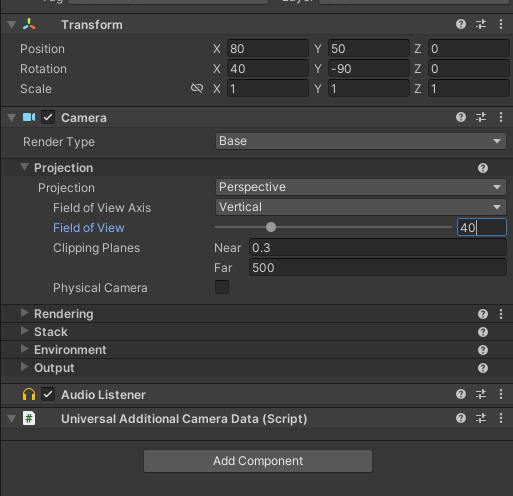 Transform
Position X 80 Y 50 Z 0
Rotation X 40 Y -90 Z 0
Scale X 1 Y 1 Z 1
Camera
Render Type Base
Projection
Projection Perspective
Field of View Axis Vertical
Field of View 40
Clipping Planes Near 0.3
Far 500
Physical Camera
Rendering
Stack
Environment
Output
Audio Listener
# Universal Additional Camera Data (Script)
Add Component